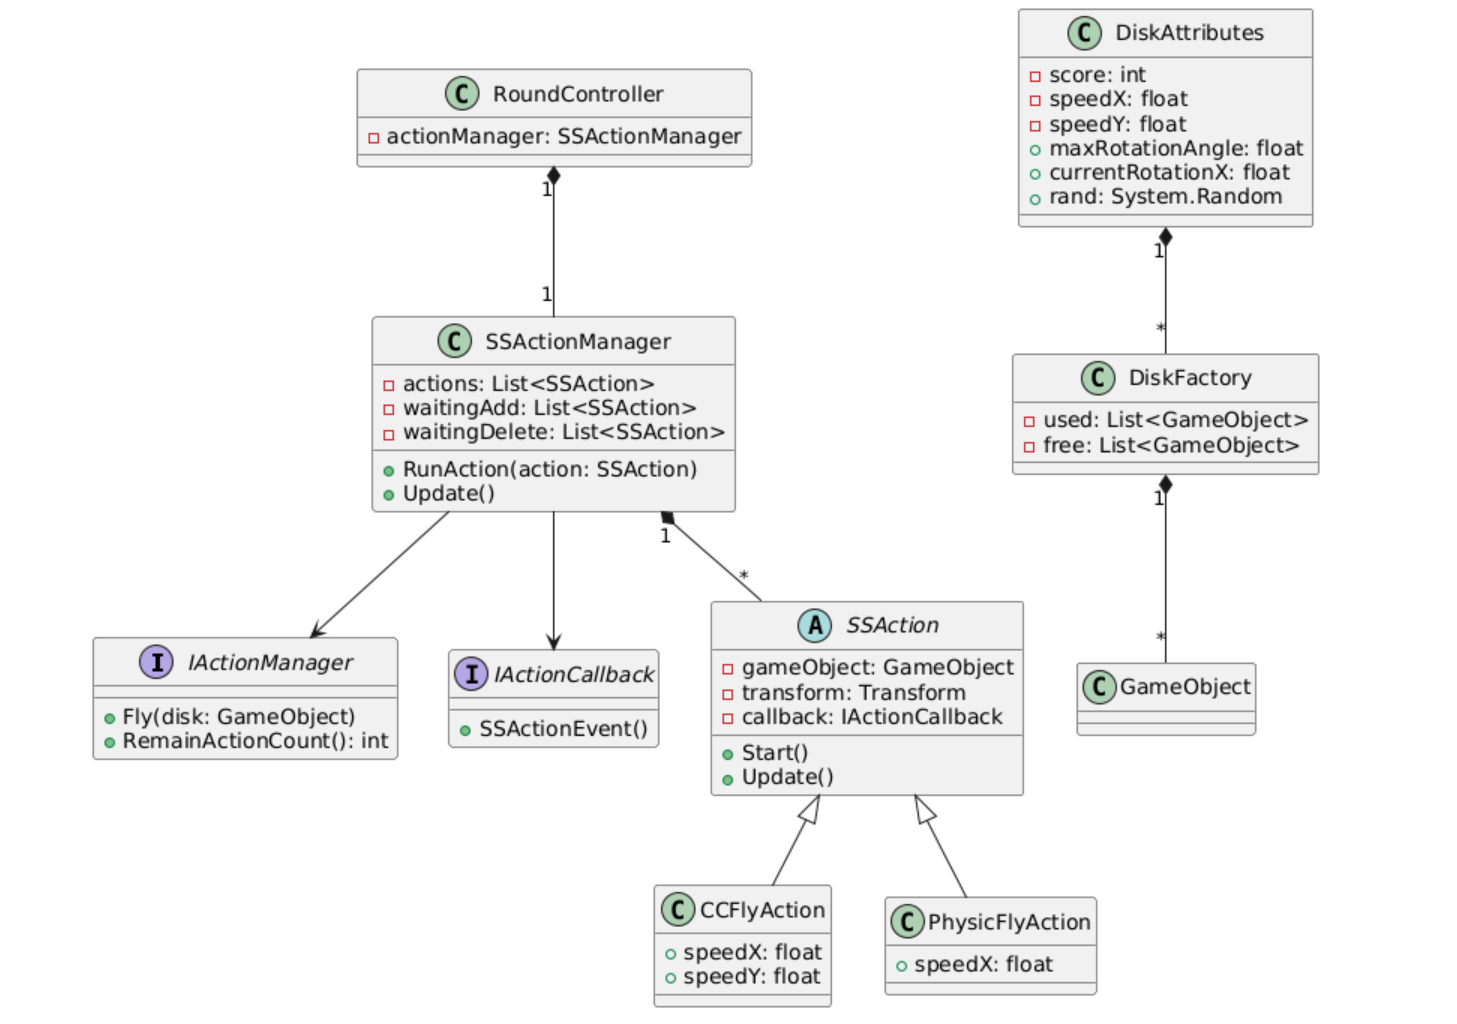 C DiskAttributes
score: int
speedX: float
speedY: float
maxRotationAngle: float
currentRotationX: float
rand: System.Random
C RoundController
actionManager: SSActionManager
1
1
1
*
C SSActionManager
actions: List<SSAction>
waitingAdd: List<SSAction>
waitingDelete: List<SSAction>
RunAction(action: SSAction)
Update()
C DiskFactory
used: List<GameObject>
free: List<GameObject>
1
*
1
*
I IActionManager
Fly(disk: GameObject)
RemainActionCount(): int
I IActionCallback
SSActionEvent()
A SSAction
gameObject: GameObject
transform: Transform
callback: IActionCallback
Start()
Update()
C GameObject
C CCFlyAction
speedX: float
speedY: float
C PhysicFlyAction
speedX: float